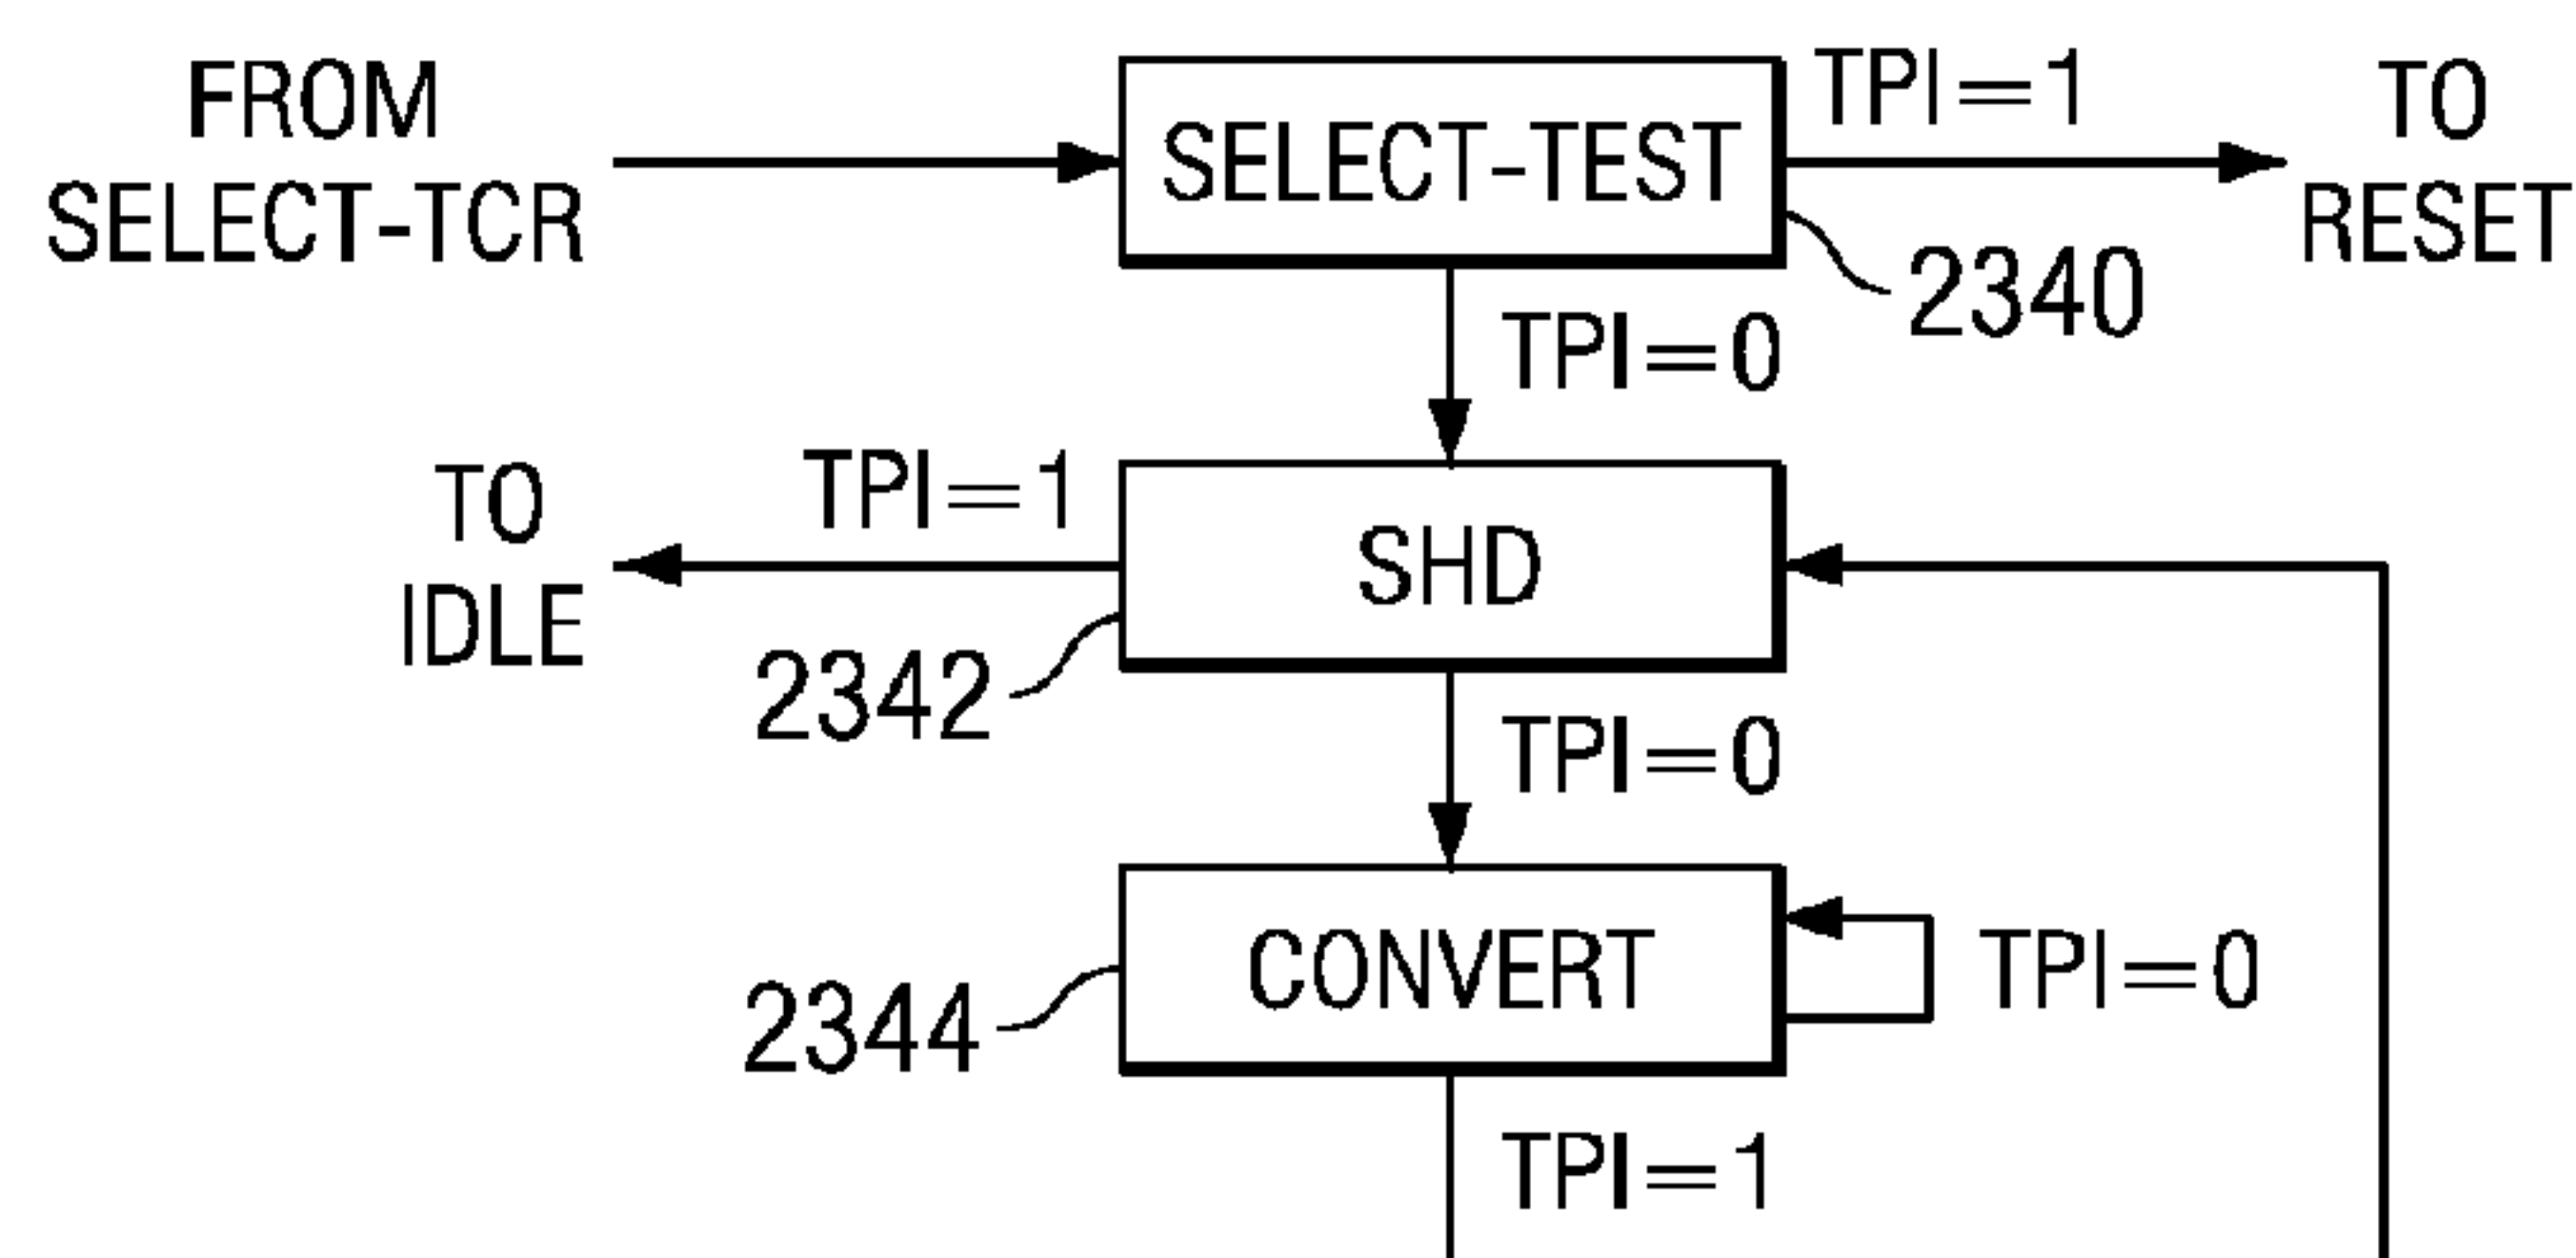 FROM
SELECT-TCR
SELECT-TEST
TPI=1
TO
RESET
2340
TPI=0
TO
IDLE
TPI=1
SHD
2342
TPI=0
CONVERT
TPI=0
2344
TPI=1